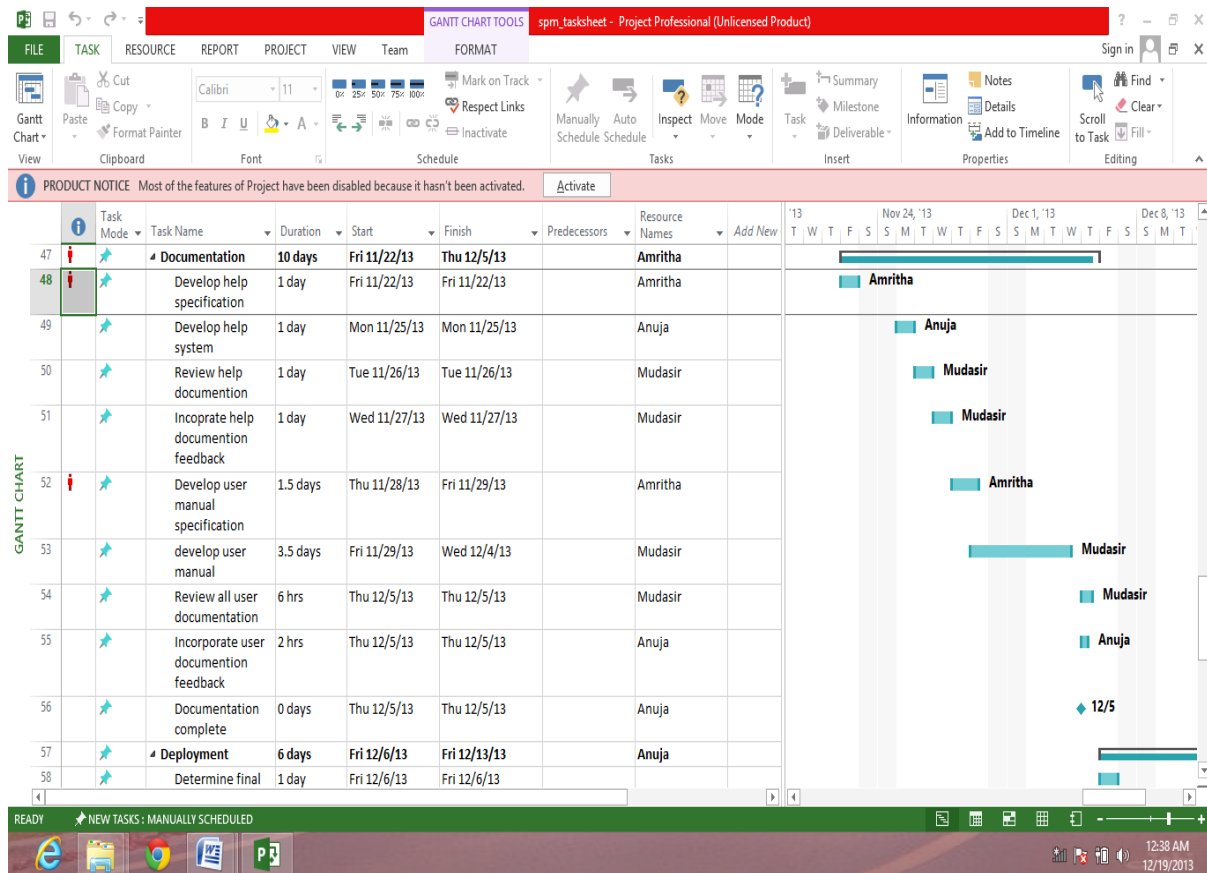 GANTT CHART TOOLS spm_tasksheet - Project Professional (Unlicensed Product)
FILE TASK RESOURCE REPORT PROJECT VIEW Team FORMAT Sign in
Gantt Chart
View
Paste
Cut
Copy
Format Painter
Clipboard
Calibri 11
B I U A
Font
0% 25% 50% 75% 100%
Mark on Track
Respect Links
Inactivate
Schedule
Manually Schedule
Auto Schedule
Inspect Move Mode
Tasks
Task
Summary
Milestone
Deliverable
Insert
Information
Notes
Details
Add to Timeline
Properties
Scroll to Task
Find
Clear
Fill
Editing
PRODUCT NOTICE Most of the features of Project have been disabled because it hasn't been activated. Activate
Task Mode Task Name Duration Start Finish Predecessors Resource Names Add New
'13 Nov 24, '13 Dec 1, '13 Dec 8, '13
T W T F S S M T W T F S S M T W T F S S M T
47 Documentation 10 days Fri 11/22/13 Thu 12/5/13 Amritha
48 Develop help specification 1 day Fri 11/22/13 Fri 11/22/13 Amritha Amritha
49 Develop help system 1 day Mon 11/25/13 Mon 11/25/13 Anuja Anuja
50 Review help documention 1 day Tue 11/26/13 Tue 11/26/13 Mudasir Mudasir
51 Incoprate help documention feedback 1 day Wed 11/27/13 Wed 11/27/13 Mudasir Mudasir
52 Develop user manual specification 1.5 days Thu 11/28/13 Fri 11/29/13 Amritha Amritha
53 develop user manual 3.5 days Fri 11/29/13 Wed 12/4/13 Mudasir Mudasir
54 Review all user documentation 6 hrs Thu 12/5/13 Thu 12/5/13 Mudasir Mudasir
55 Incorporate user documention feedback 2 hrs Thu 12/5/13 Thu 12/5/13 Anuja Anuja
56 Documentation complete 0 days Thu 12/5/13 Thu 12/5/13 Anuja 12/5
57 Deployment 6 days Fri 12/6/13 Fri 12/13/13 Anuja
58 Determine final 1 day Fri 12/6/13 Fri 12/6/13
GANTT CHART
READY NEW TASKS : MANUALLY SCHEDULED
12:38 AM
12/19/2013